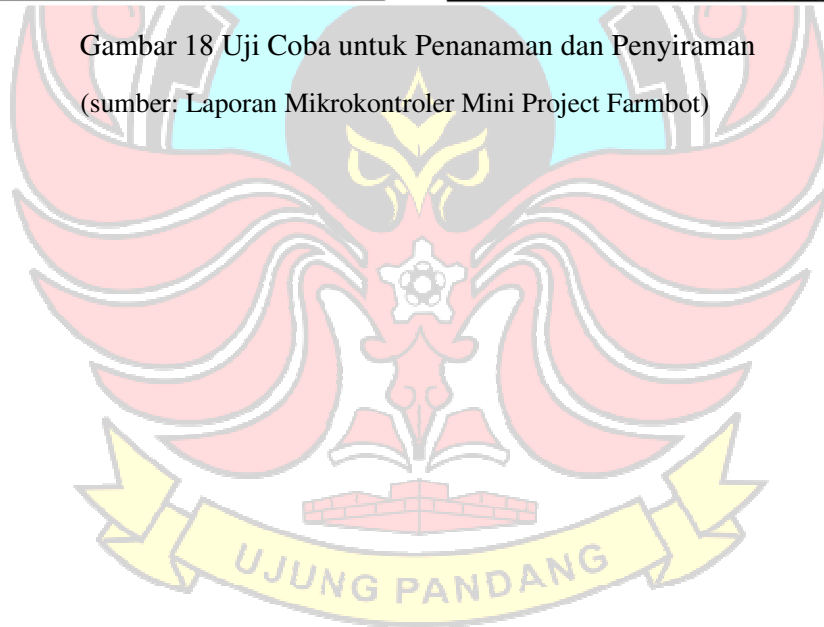 Gambar 18 Uji Coba untuk Penanaman dan Penyiraman
(sumber: Laporan Mikrokontroler Mini Project Farmbot)
UJUNG PANDANG